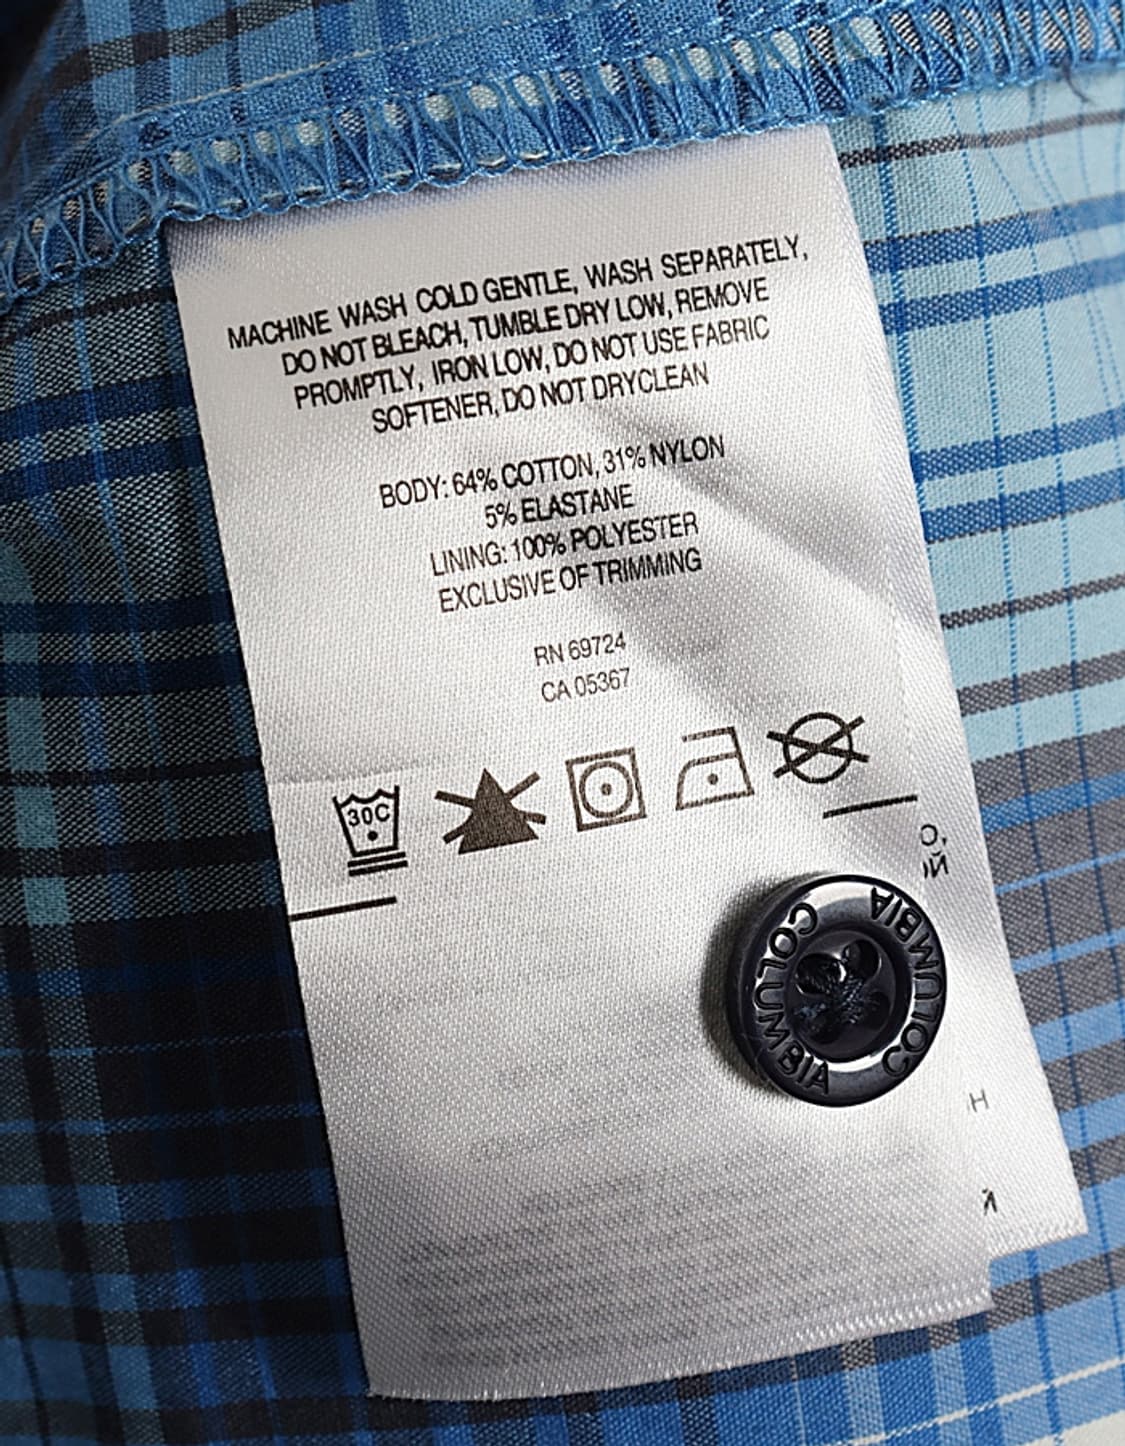 MACHINE WASH COLD GENTLE, WASH SEPARATELY,
DO NOT BLEACH, TUMBLE DRY LOW, REMOVE
PROMPTLY, IRON LOW, DO NOT USE FABRIC
SOFTENER, DO NOT DRYCLEAN
BODY: 64% COTTON, 31% NYLON
5% ELASTANE
LINING: 100% POLYESTER
EXCLUSIVE OF TRIMMING
RN 69724
CA 05367
30C
COLUMBIA
COLUMBIA